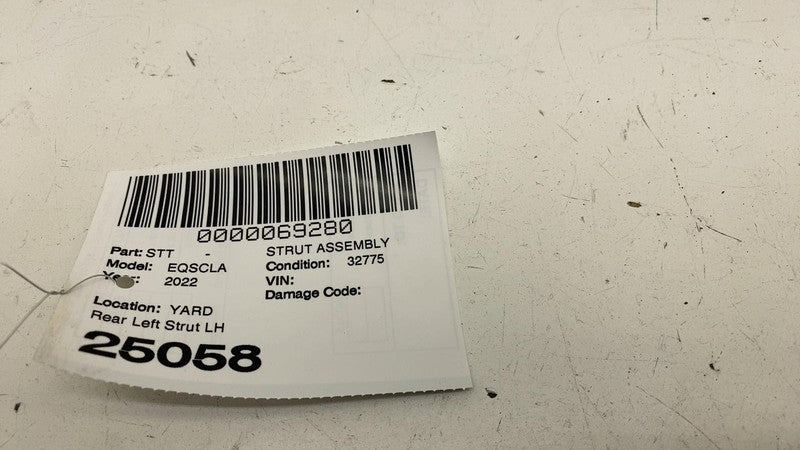 0000069280
Part: STT - STRUT ASSEMBLY
Model: EQSCLA Condition: 32775
Year: 2022 VIN:
Damage Code:
Location: YARD
Rear Left Strut LH
25058